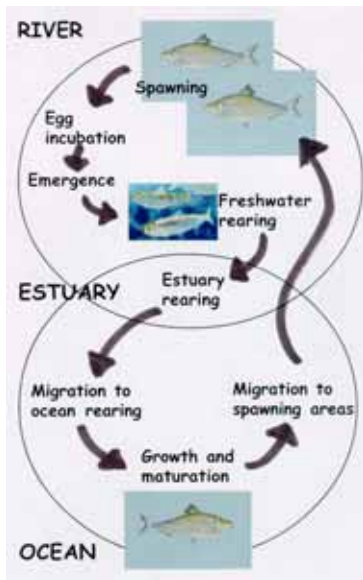 RIVER
Spawning
Egg
incubation
Emergence
Freshwater
rearing
Estuary
rearing
ESTUARY
Migration to
ocean rearing
Migration to
spawning areas
Growth and
maturation
OCEAN